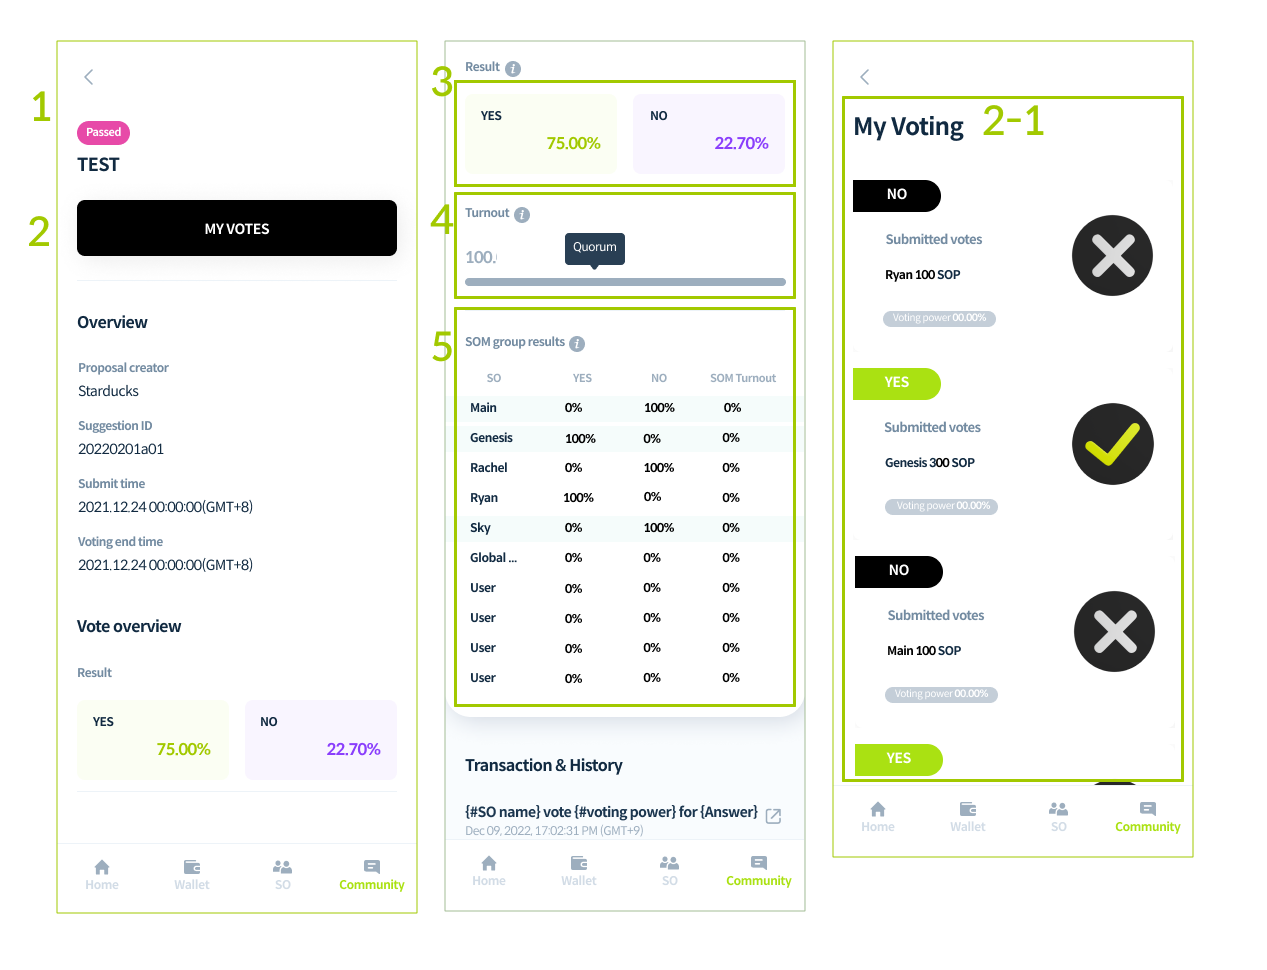 1
Passed
TEST
2
MY VOTES
Overview
Proposal creator
Starducks
Suggestion ID
20220201a01
Submit time
2021.12.24 00:00:00(GMT+8)
Voting end time
2021.12.24 00:00:00(GMT+8)
Vote overview
Result
YES
75.00%
NO
22.70%
Home Wallet SO Community
Result i
3
YES
75.00%
NO
22.70%
4
Turnout i
Quorum
100.
5
SOM group results i
SO YES NO SOM Turnout
Main 0% 100% 0%
Genesis 100% 0% 0%
Rachel 0% 100% 0%
Ryan 100% 0% 0%
Sky 0% 100% 0%
Global ... 0% 0% 0%
User 0% 0% 0%
User 0% 0% 0%
User 0% 0% 0%
User 0% 0% 0%
Transaction & History
{#SO name} vote {#voting power} for {Answer}
Dec 09, 2022, 17:02:31 PM (GMT+9)
Home Wallet SO Community
My Voting 2-1
NO
Submitted votes
Ryan 100 SOP
Voting power 00.00%
YES
Submitted votes
Genesis 300 SOP
Voting power 00.00%
NO
Submitted votes
Main 100 SOP
Voting power 00.00%
YES
Home Wallet SO Community